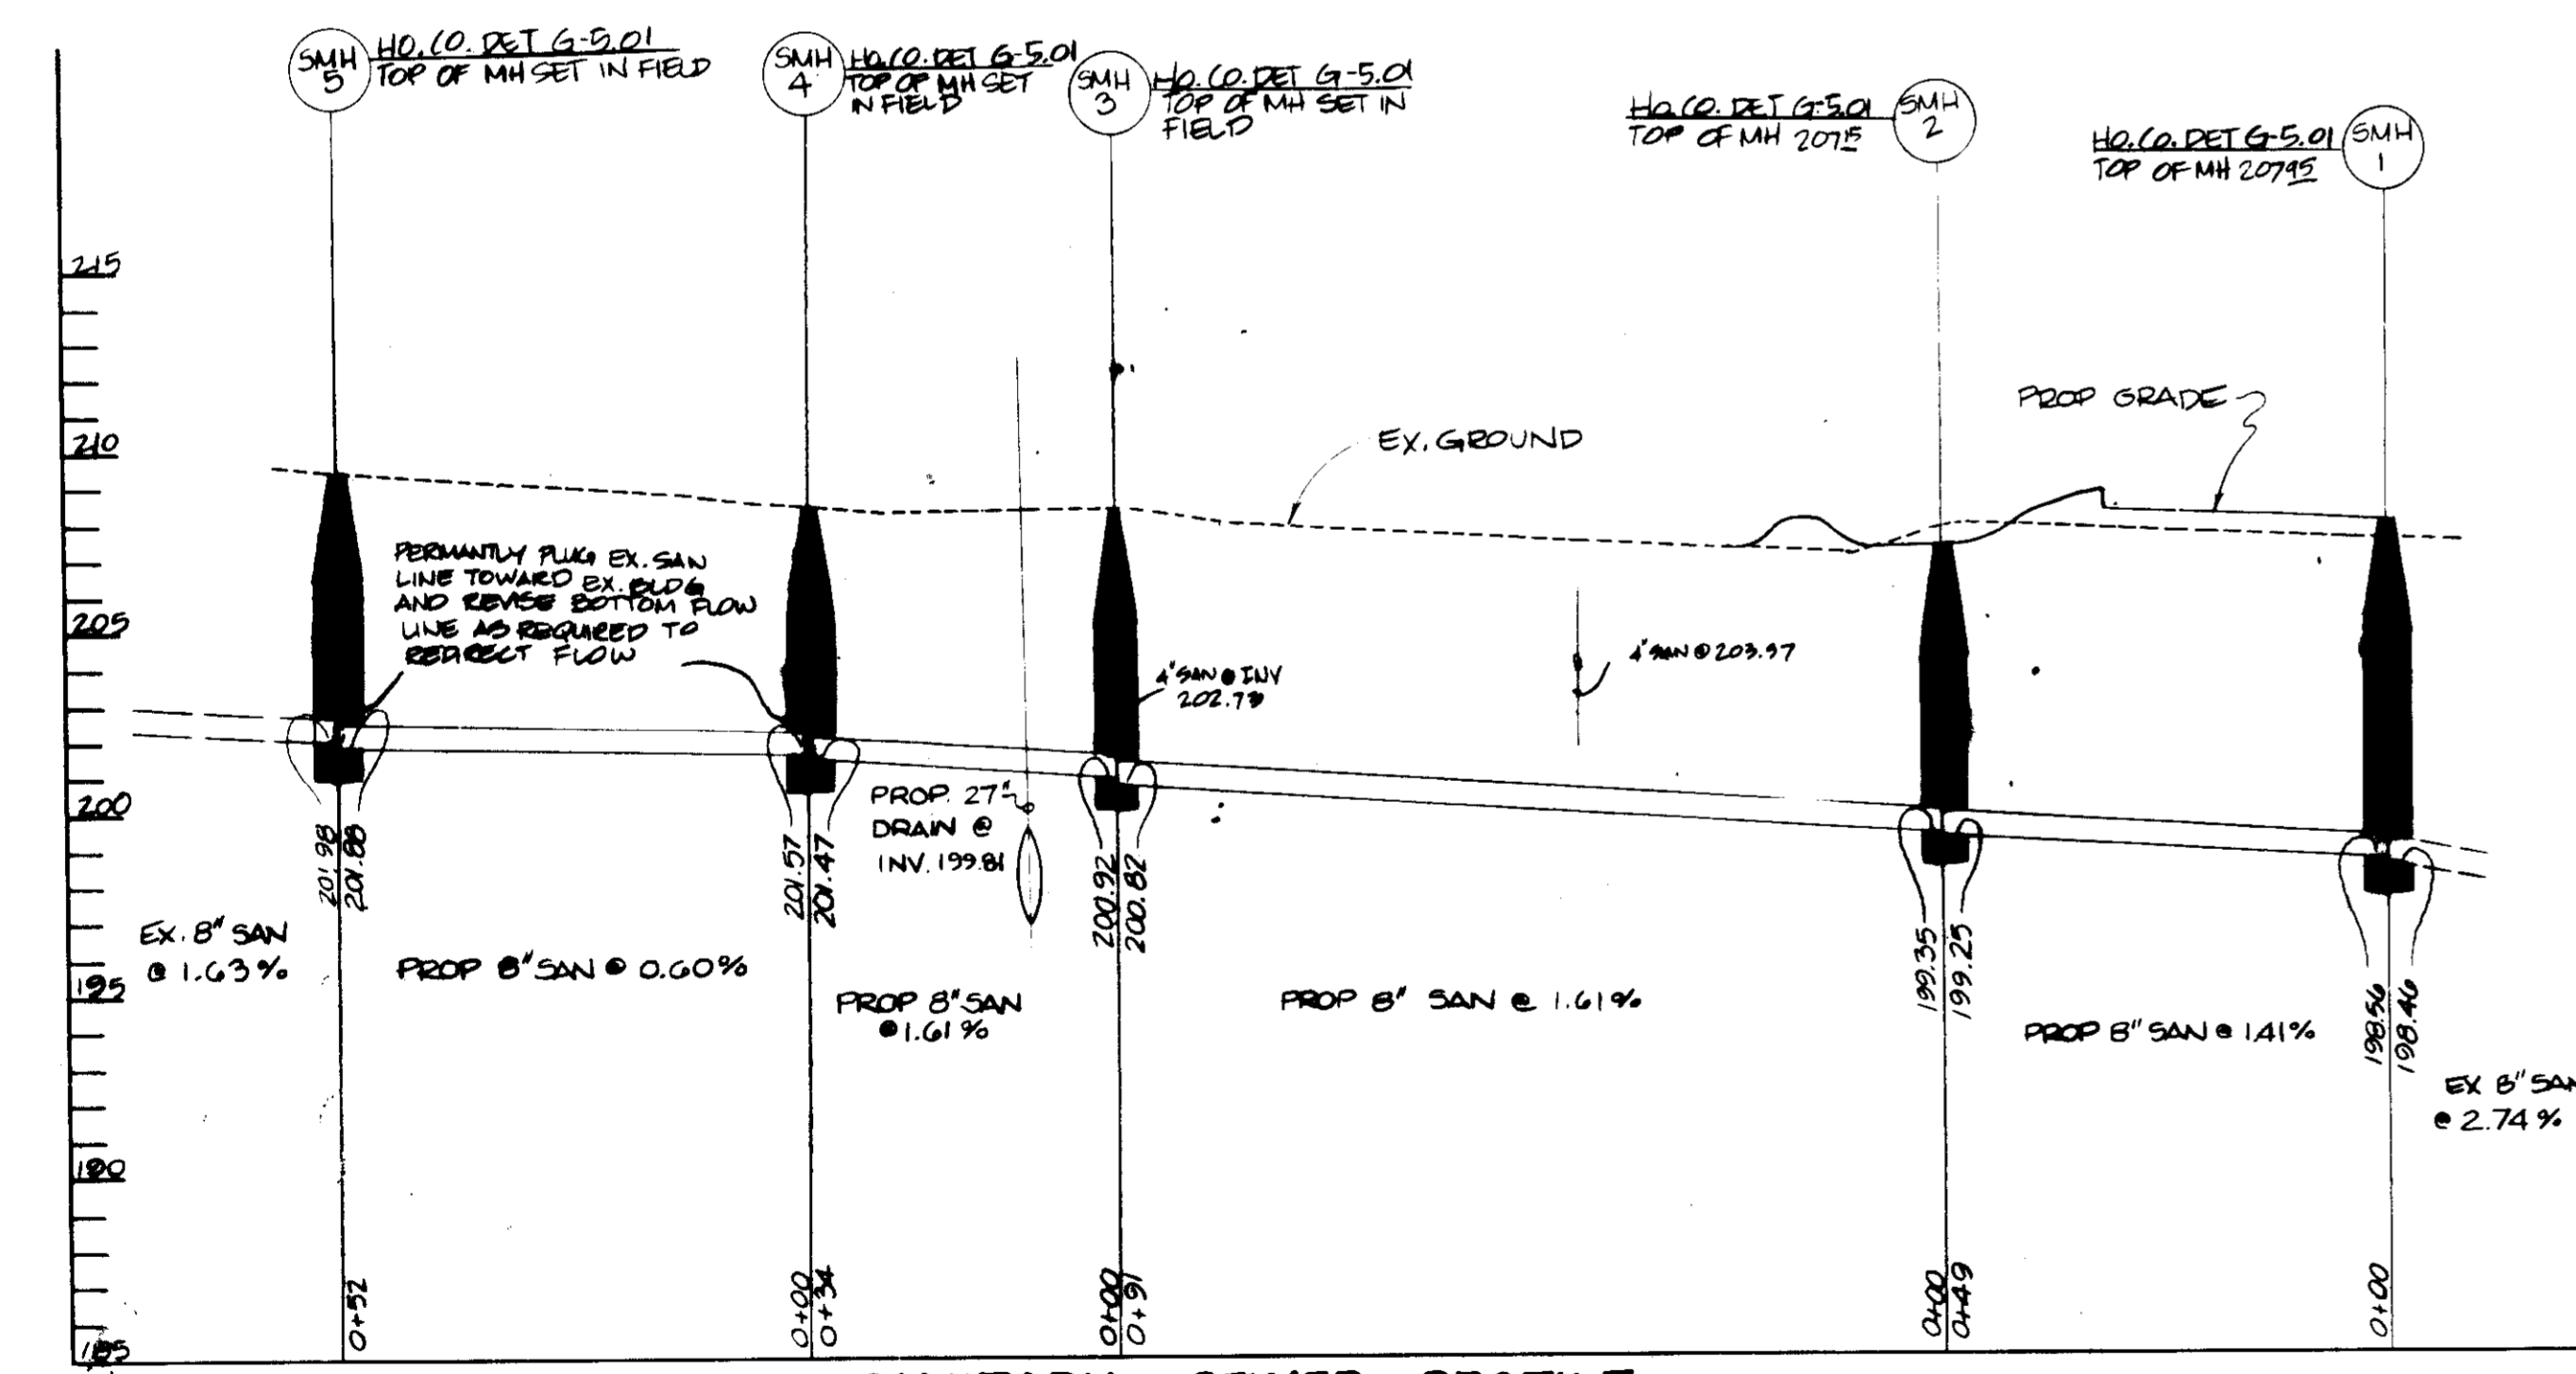 SMH
5
HO. CO. DET G-5.01
TOP OF MH SET IN FIELD
SMH
4
HO. CO. DET G-5.01
TOP OF MH SET
IN FIELD
SMH
3
HO. CO. DET G-5.01
TOP OF MH SET IN
FIELD
HO. CO. DET G-5.01
TOP OF MH 207.15
SMH
2
HO. CO. DET G-5.01
TOP OF MH 207.95
SMH
1
215
210
205
200
195
190
185
EX. GROUND
PROP GRADE
PERMANTLY PLUG EX. SAN
LINE TOWARD EX. BLDG
AND REVISE BOTTOM FLOW
LINE AS REQUIRED TO
REDIRECT FLOW
4" SAN @ INV
202.73
4" SAN @ 203.97
PROP. 27"
DRAIN @
INV. 199.81
201.98
201.88
201.57
201.47
200.92
200.82
199.35
199.25
198.56
198.46
EX. 8" SAN
@ 1.63%
PROP 8" SAN @ 0.60%
PROP 8" SAN
@ 1.61%
PROP 8" SAN @ 1.61%
PROP 8" SAN @ 1.41%
EX 8" SAN
@ 2.74%
0+52
0+00
0+34
0+00
0+91
0+00
0+49
0+00
SANITARY SEWER PROFILE